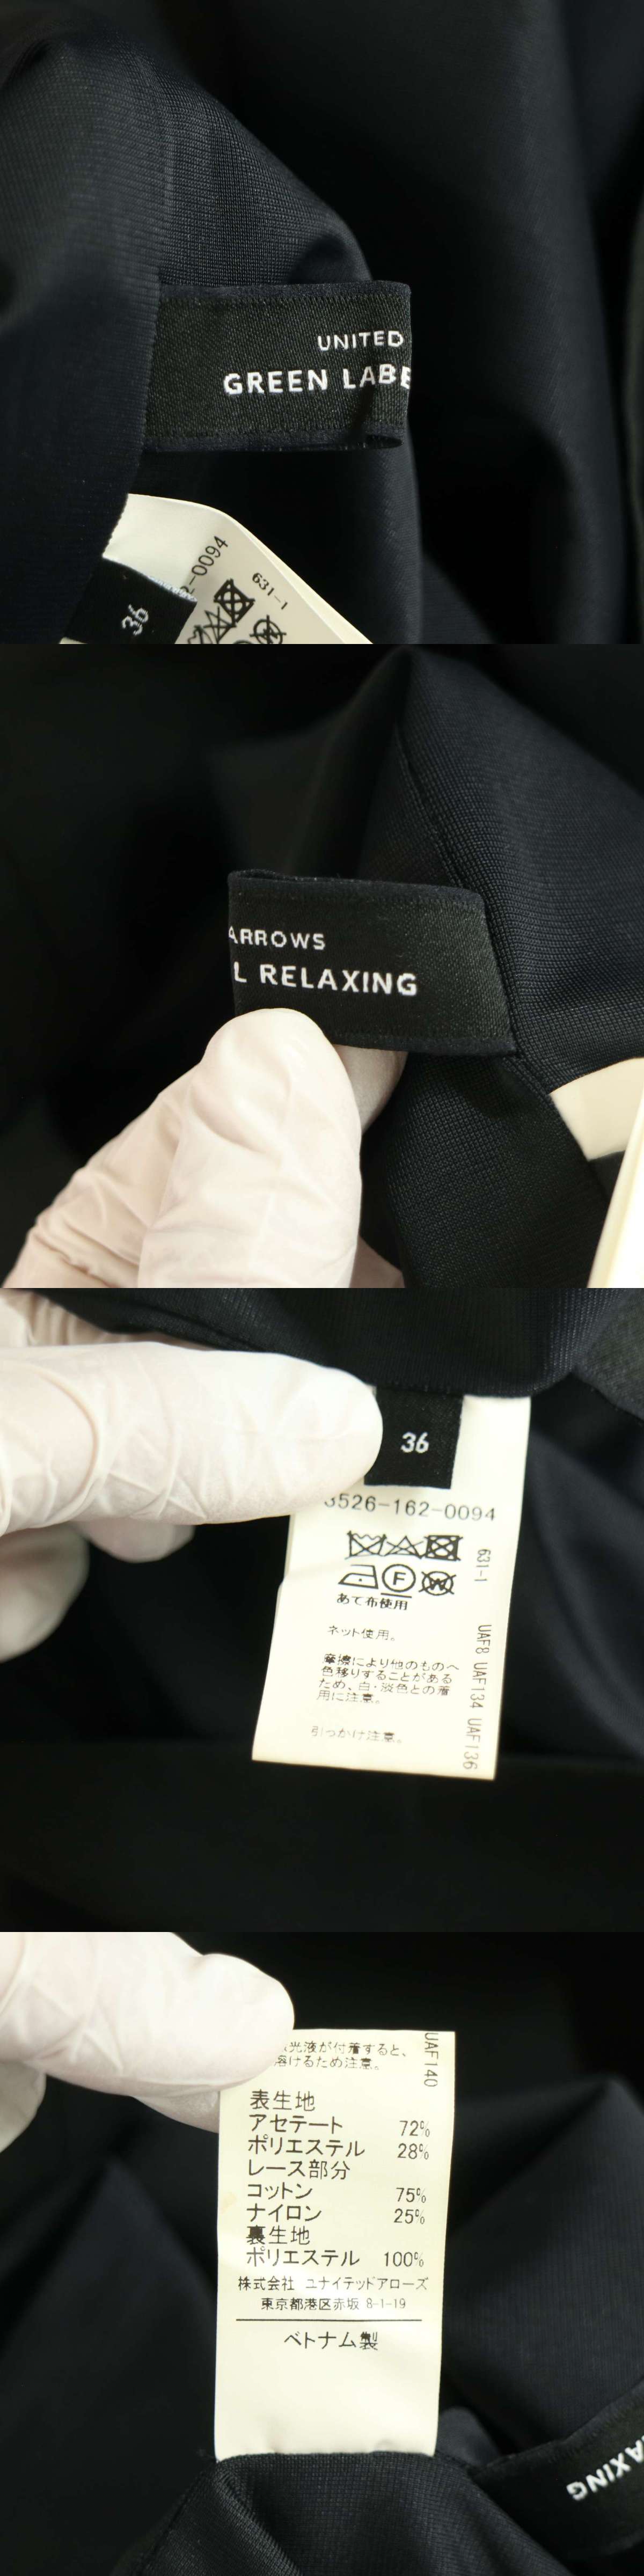 UNITED
GREEN LABE
2-0094
631-1
36
ARROWS
L RELAXING
36
3526-162-0094
631-1
F
W
あて布使用
UAF8 UAF134 UAF136
ネット使用。
摩擦により他のものへ
色移りすることがある
ため、白・淡色との着
用に注意。
引っかけ注意。
光液が付着すると、
溶けるため注意。
UAF140
表生地
アセテート 72%
ポリエステル 28%
レース部分
コットン 75%
ナイロン 25%
裏生地
ポリエステル 100%
株式会社 ユナイテッドアローズ
東京都港区赤坂 8-1-19
ベトナム製
AXING